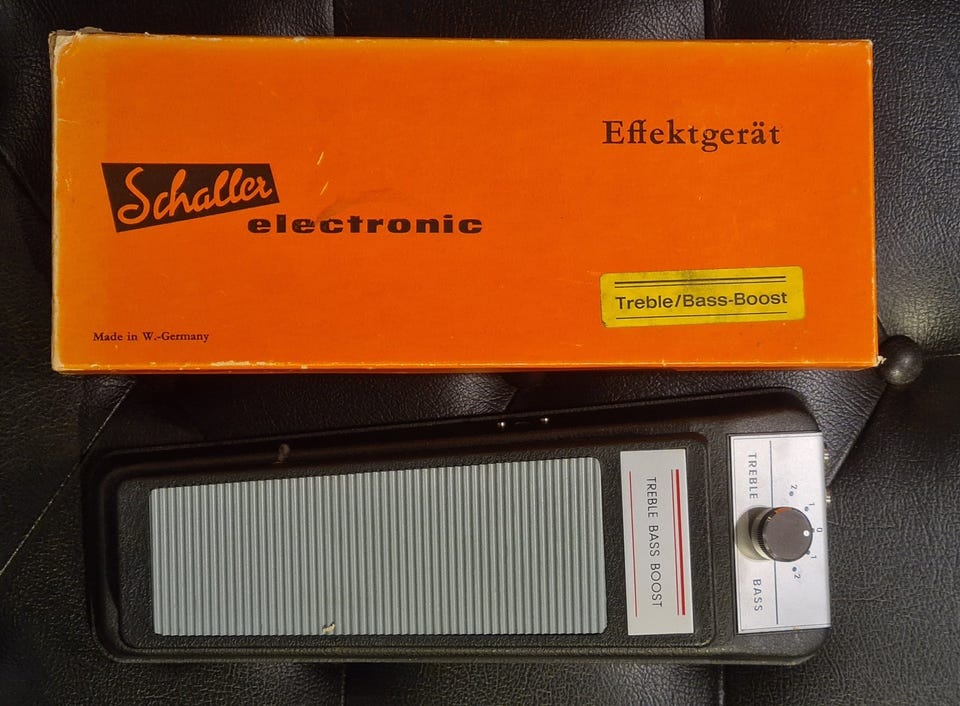 Effektgerät
Schaller
electronic
Treble/Bass-Boost
Made in W.-Germany
TREBLE BASS BOOST
TREBLE
2 1 0 1 2
BASS